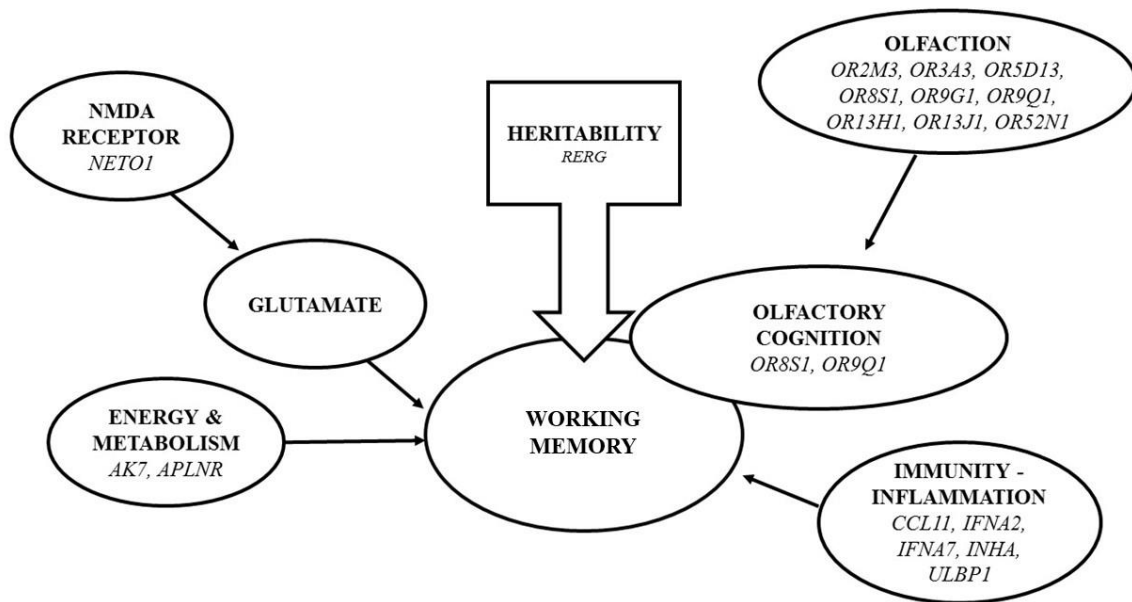 OLFACTION
OR2M3, OR3A3, OR5D13,
OR8S1, OR9G1, OR9Q1,
OR13H1, OR13J1, OR52N1
NMDA
RECEPTOR
NETO1
HERITABILITY
RERG
GLUTAMATE
OLFACTORY
COGNITION
OR8S1, OR9Q1
ENERGY &
METABOLISM
AK7, APLNR
WORKING
MEMORY
IMMUNITY -
INFLAMMATION
CCL11, IFNA2,
IFNA7, INHA,
ULBP1